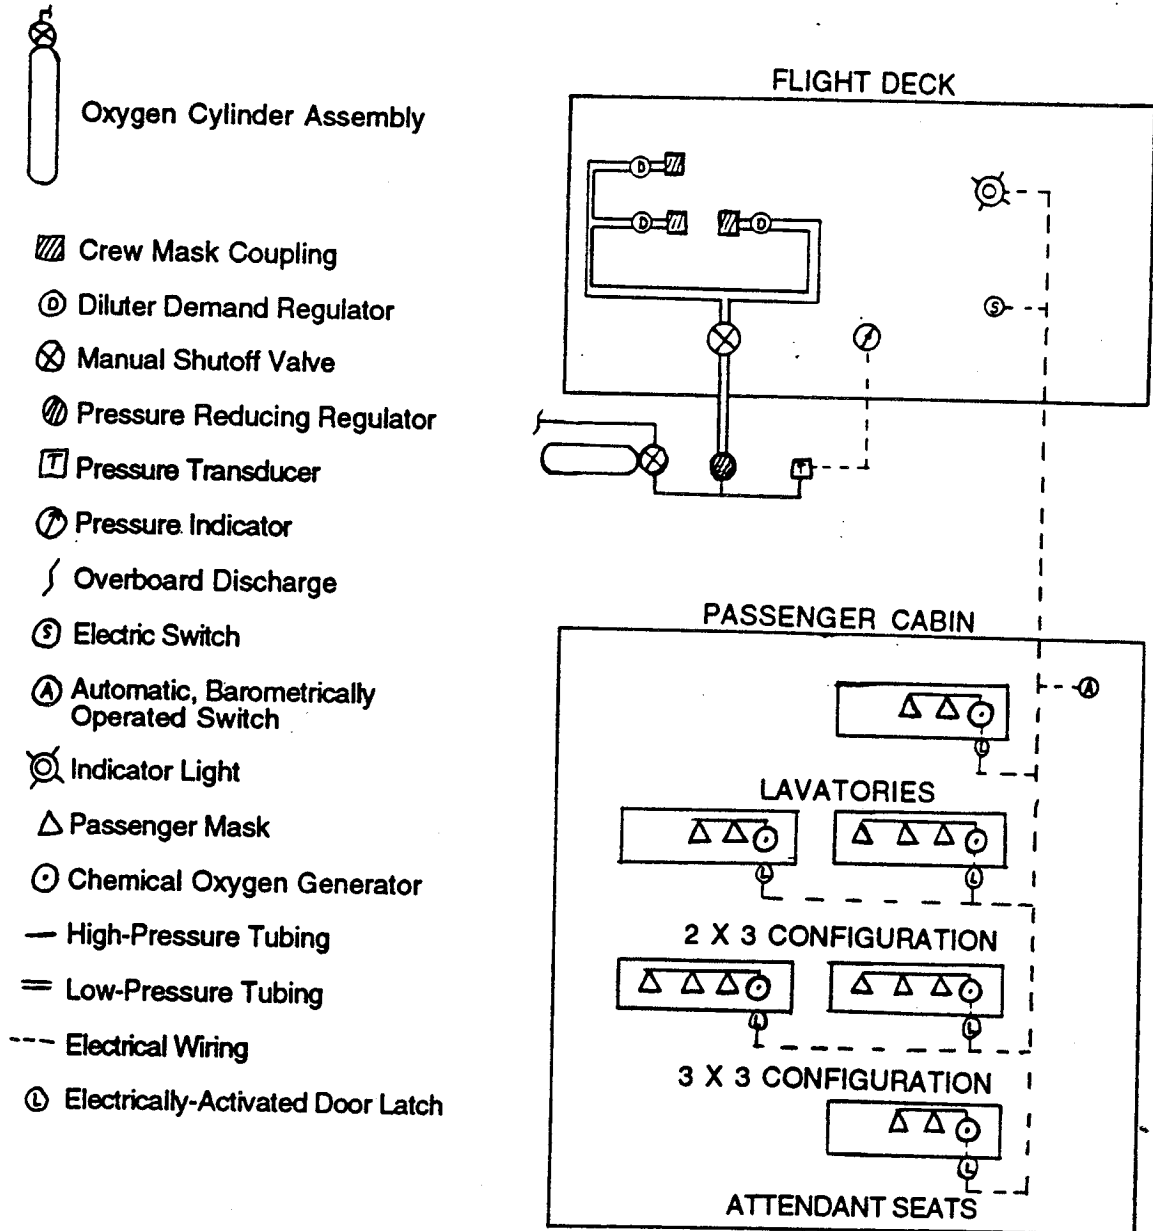 Oxygen Cylinder Assembly
Crew Mask Coupling
D Diluter Demand Regulator
Manual Shutoff Valve
Pressure Reducing Regulator
T Pressure Transducer
Pressure Indicator
Overboard Discharge
S Electric Switch
A Automatic, Barometrically
Operated Switch
Indicator Light
Passenger Mask
Chemical Oxygen Generator
High-Pressure Tubing
Low-Pressure Tubing
Electrical Wiring
L Electrically-Activated Door Latch
FLIGHT DECK
D
D
D
S
T
PASSENGER CABIN
A
L
LAVATORIES
L
L
2 X 3 CONFIGURATION
L
L
3 X 3 CONFIGURATION
L
ATTENDANT SEATS